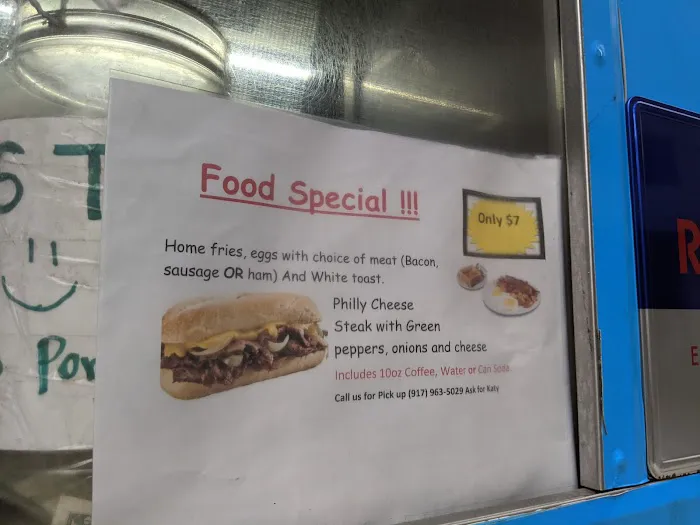 Food Special !!!
Only $7
Home fries, eggs with choice of meat (Bacon,
sausage OR ham) And White toast.
Philly Cheese
Steak with Green
peppers, onions and cheese
Includes 10oz Coffee, Water or Can Soda
Call us for Pick up (917) 963-5029 Ask for Katy
ST
Por
R
E